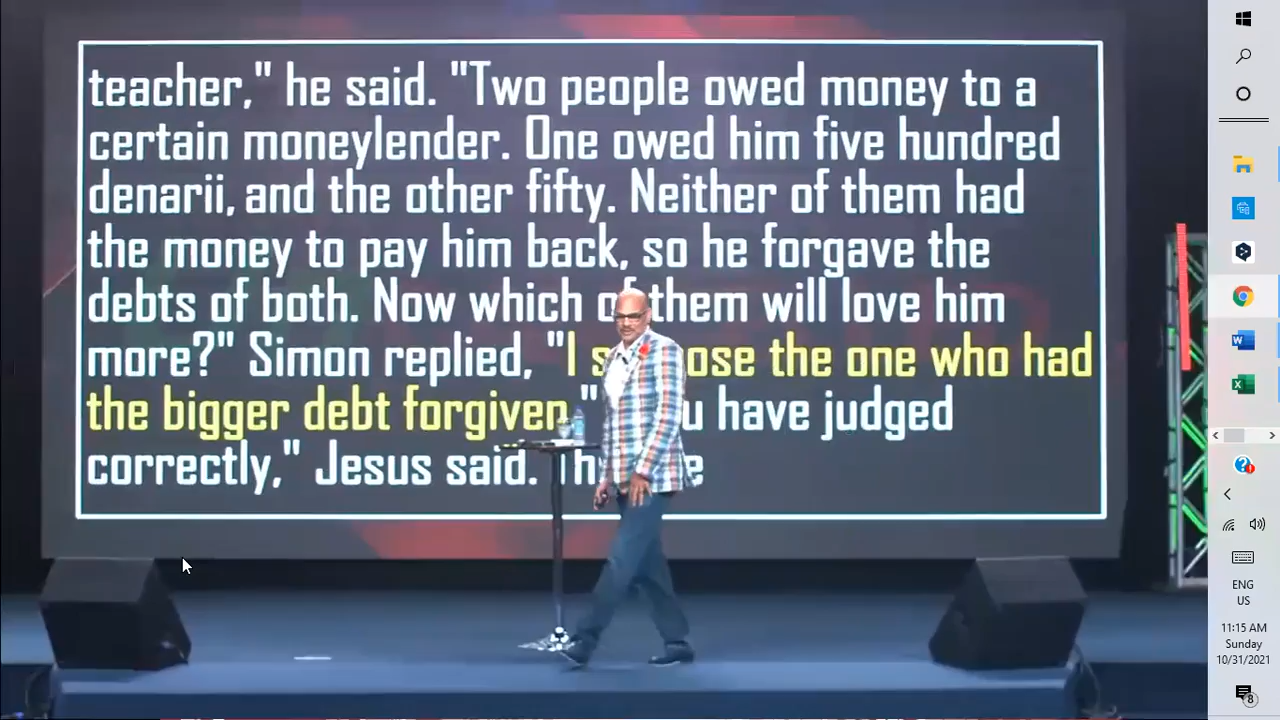 teacher," he said. "Two people owed money to a
certain moneylender. One owed him five hundred
denarii, and the other fifty. Neither of them had
the money to pay him back, so he forgave the
debts of both. Now which of them will love him
more?" Simon replied, "I s ose the one who had
the bigger debt forgiven." u have judged
correctly," Jesus said. Th e
ENG
US
11:15 AM
Sunday
10/31/2021
8